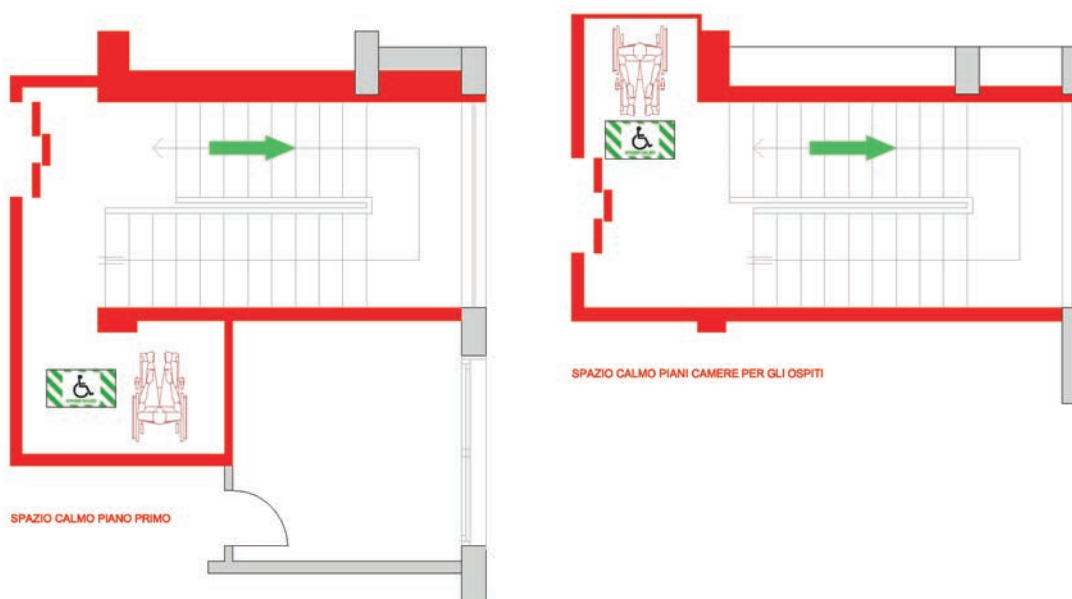 SPAZIO CALMO PIANO PRIMO
SPAZIO CALMO PIANI CAMERE PER GLI OSPITI